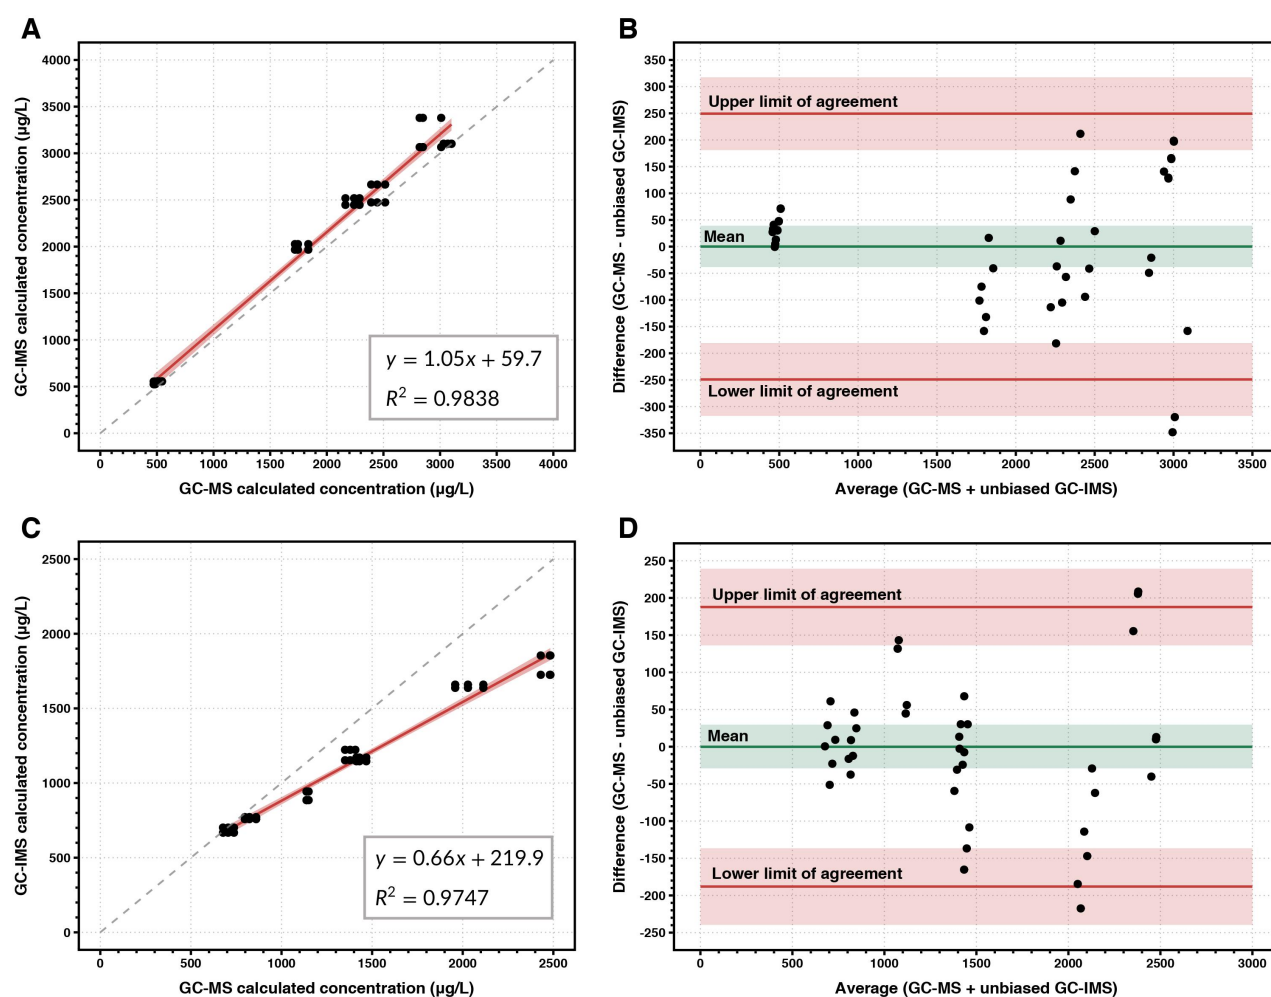 A
GC-IMS calculated concentration (µg/L)
4000
3500
3000
2500
2000
1500
1000
500
0
y = 1.05x + 59.7
R² = 0.9838
0 500 1000 1500 2000 2500 3000 3500 4000
GC-MS calculated concentration (µg/L)
B
Difference (GC-MS - unbiased GC-IMS)
350
300
250
200
150
100
50
0
-50
-100
-150
-200
-250
-300
-350
Upper limit of agreement
Mean
Lower limit of agreement
0 500 1000 1500 2000 2500 3000 3500
Average (GC-MS + unbiased GC-IMS)
C
GC-IMS calculated concentration (µg/L)
2500
2000
1500
1000
500
0
y = 0.66x + 219.9
R² = 0.9747
0 500 1000 1500 2000 2500
GC-MS calculated concentration (µg/L)
D
Difference (GC-MS - unbiased GC-IMS)
250
200
150
100
50
0
-50
-100
-150
-200
-250
Upper limit of agreement
Mean
Lower limit of agreement
0 500 1000 1500 2000 2500 3000
Average (GC-MS + unbiased GC-IMS)